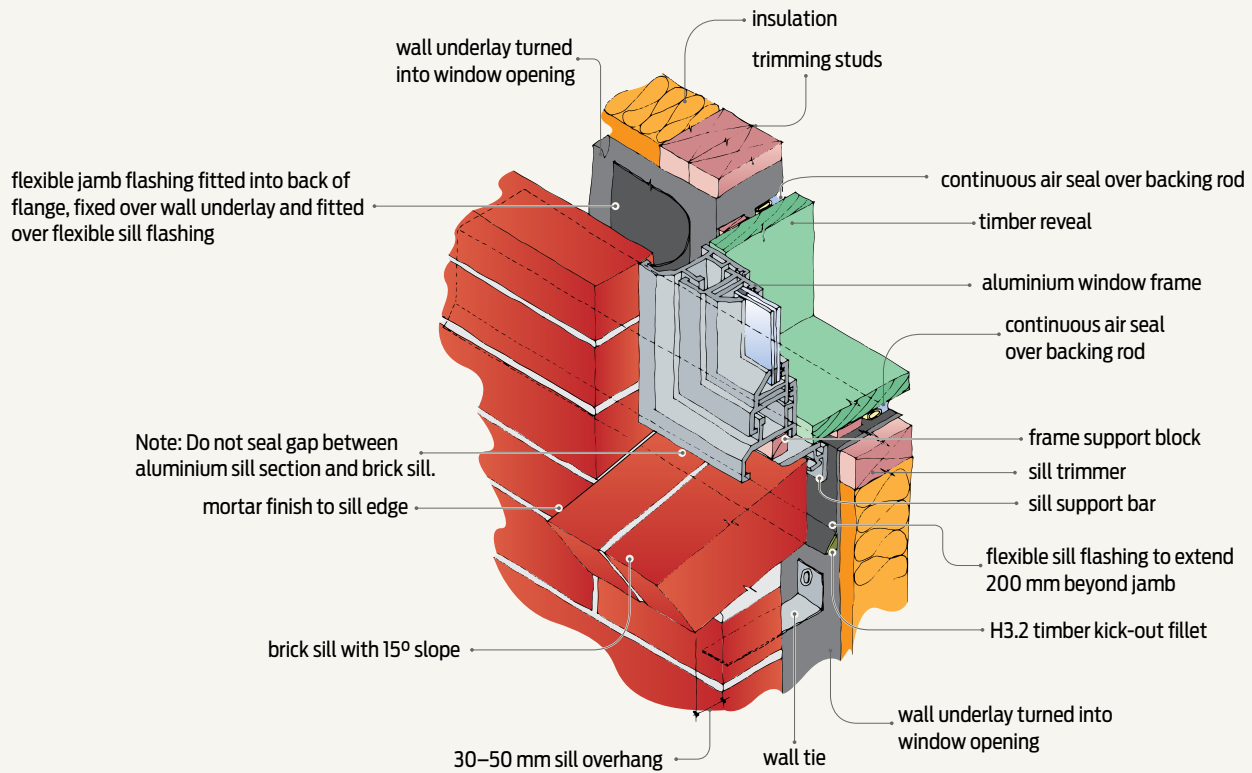 insulation
wall underlay turned
into window opening
trimming studs
flexible jamb flashing fitted into back of
flange, fixed over wall underlay and fitted
over flexible sill flashing
continuous air seal over backing rod
timber reveal
aluminium window frame
continuous air seal
over backing rod
Note: Do not seal gap between
aluminium sill section and brick sill.
frame support block
sill trimmer
mortar finish to sill edge
sill support bar
flexible sill flashing to extend
200 mm beyond jamb
H3.2 timber kick-out fillet
brick sill with 15º slope
wall underlay turned into
window opening
30–50 mm sill overhang
wall tie